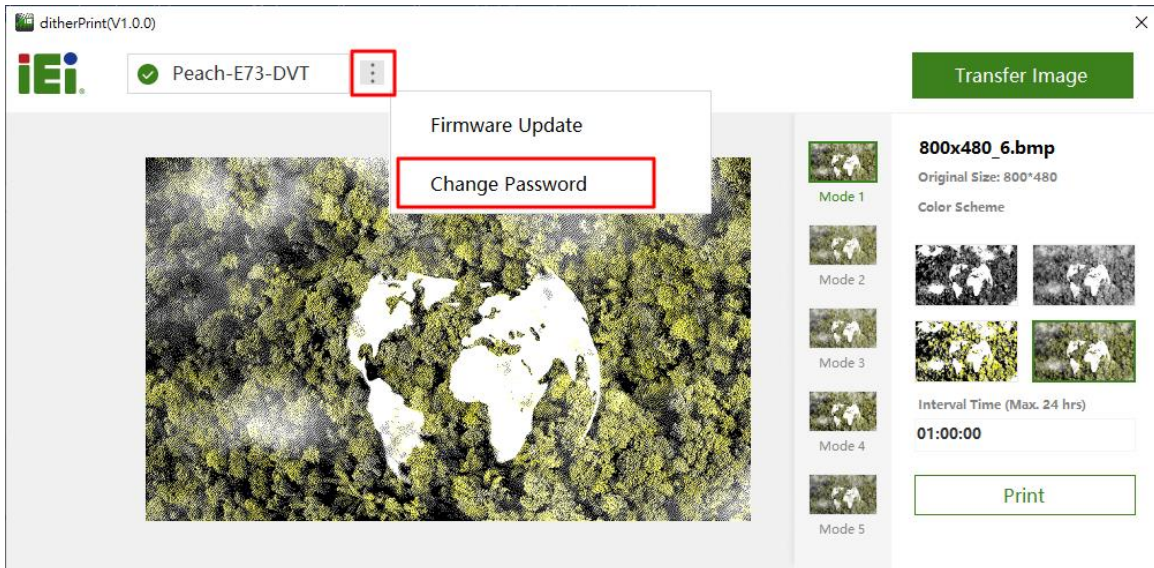 ditherPrint(V1.0.0)
iEi.
Peach-E73-DVT
Transfer Image
Firmware Update
Change Password
Mode 1
Mode 2
Mode 3
Mode 4
Mode 5
800x480_6.bmp
Original Size: 800*480
Color Scheme
Interval Time (Max. 24 hrs)
01:00:00
Print